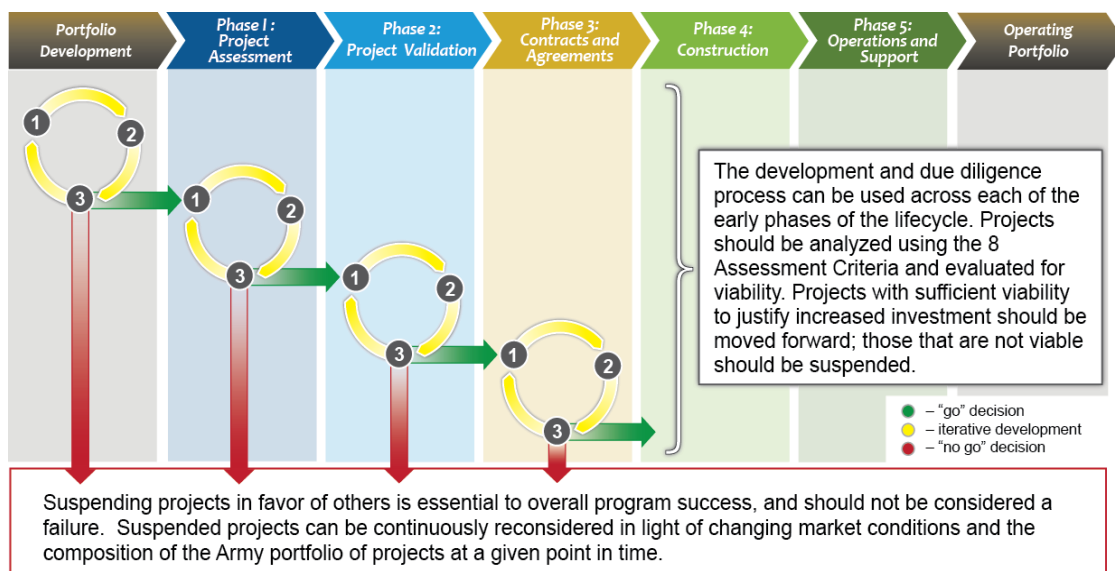 Portfolio
Development
Phase I:
Project
Assessment
Phase 2:
Project Validation
Phase 3:
Contracts and
Agreements
Phase 4:
Construction
Phase 5:
Operations and
Support
Operating
Portfolio
1
2
3
1
2
3
1
2
3
1
2
3
The development and due diligence
process can be used across each of the
early phases of the lifecycle. Projects
should be analyzed using the 8
Assessment Criteria and evaluated for
viability. Projects with sufficient viability
to justify increased investment should be
moved forward; those that are not viable
should be suspended.
– “go” decision
– iterative development
– “no go” decision
Suspending projects in favor of others is essential to overall program success, and should not be considered a
failure.  Suspended projects can be continuously reconsidered in light of changing market conditions and the
composition of the Army portfolio of projects at a given point in time.